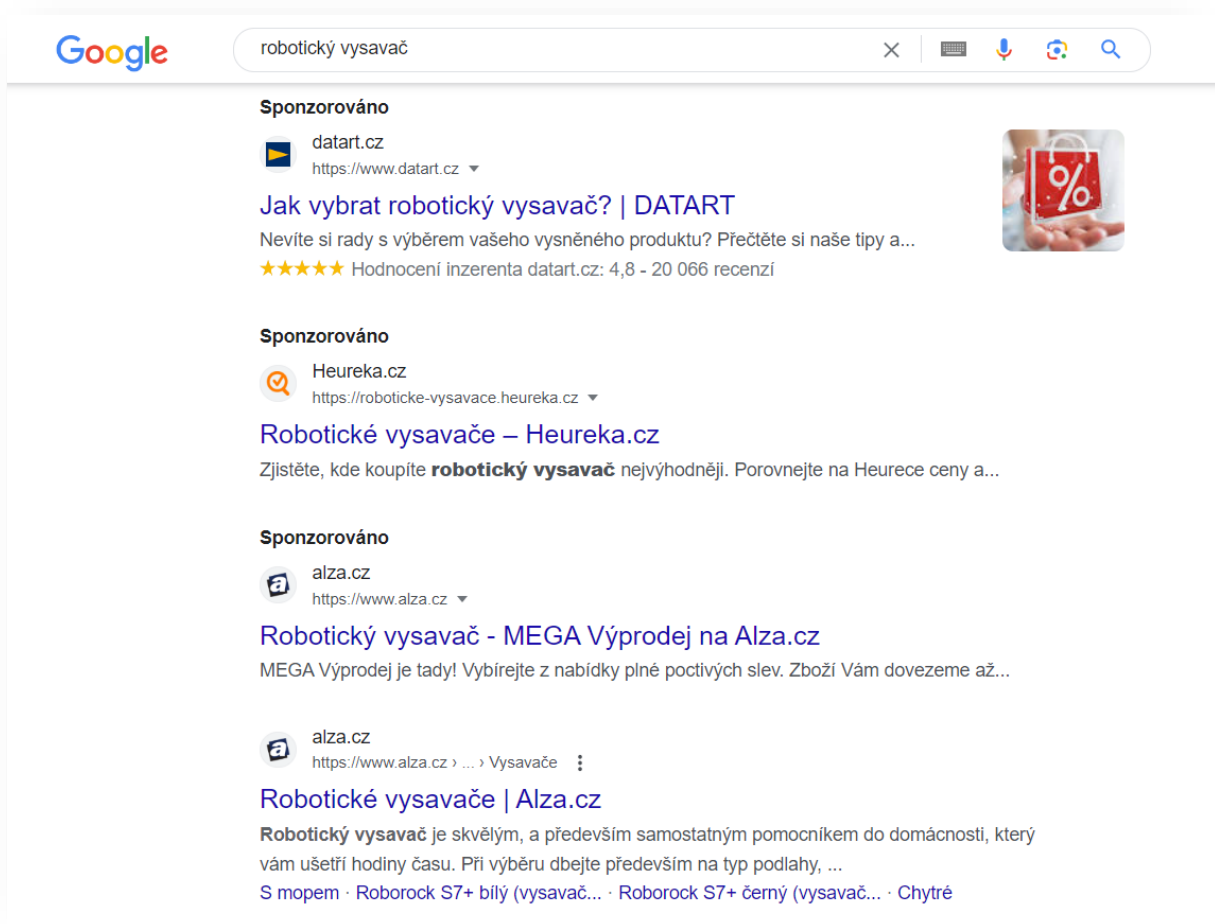 Google
robotický vysavač
Sponzorováno
datart.cz
https://www.datart.cz
Jak vybrat robotický vysavač? | DATART
Nevíte si rady s výběrem vašeho vysněného produktu? Přečtěte si naše tipy a...
%
★★★★★ Hodnocení inzerenta datart.cz: 4,8 - 20 066 recenzí
Sponzorováno
Heureka.cz
https://roboticke-vysavace.heureka.cz
Robotické vysavače – Heureka.cz
Zjistěte, kde koupíte robotický vysavač nejvýhodněji. Porovnejte na Heurece ceny a...
Sponzorováno
alza.cz
https://www.alza.cz
Robotický vysavač - MEGA Výprodej na Alza.cz
MEGA Výprodej je tady! Vybírejte z nabídky plné poctivých slev. Zboží Vám dovezeme až...
alza.cz
https://www.alza.cz › ... › Vysavače
Robotické vysavače | Alza.cz
Robotický vysavač je skvělým, a především samostatným pomocníkem do domácnosti, který
vám ušetří hodiny času. Při výběru dbejte především na typ podlahy, ...
S mopem · Roborock S7+ bílý (vysavač... · Roborock S7+ černý (vysavač... · Chytré